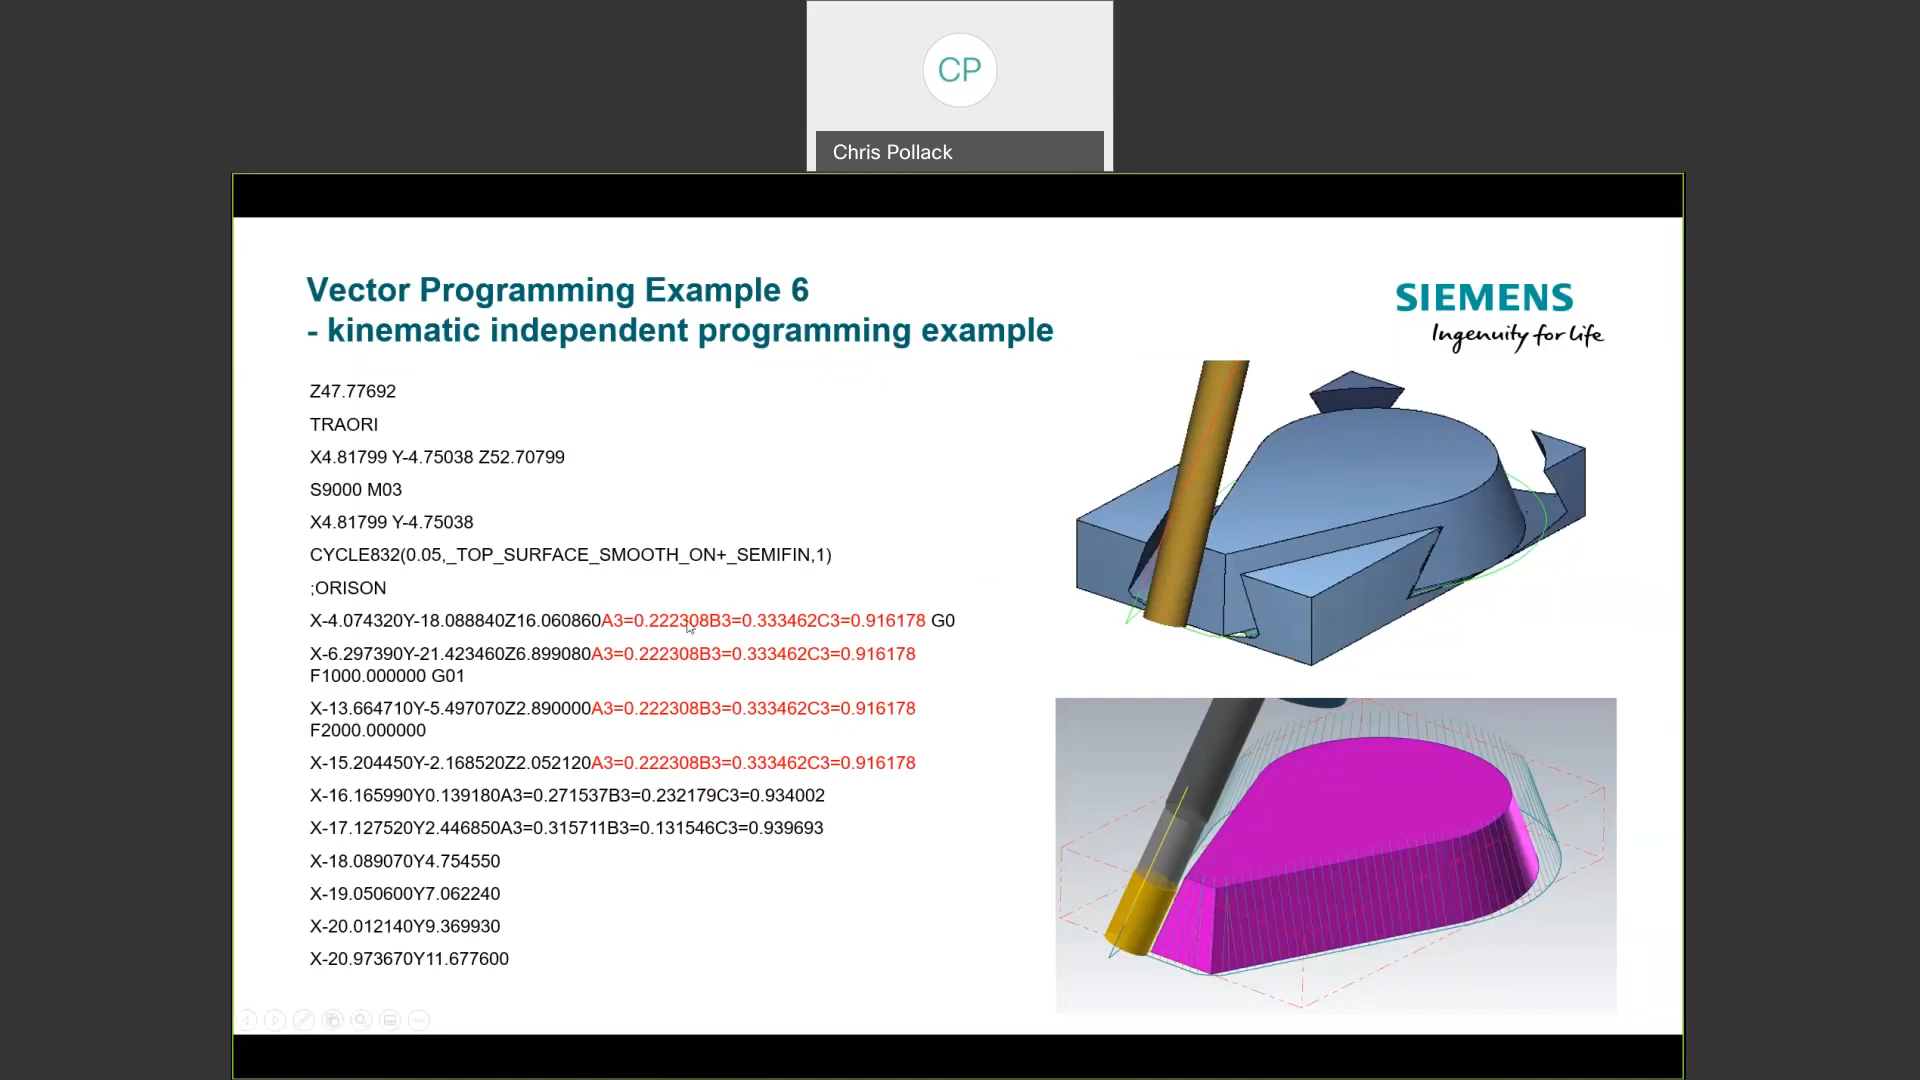 CP
Chris Pollack
Vector Programming Example 6
- kinematic independent programming example
SIEMENS
Ingenuity for life
Z47.77692
TRAORI
X4.81799 Y-4.75038 Z52.70799
S9000 M03
X4.81799 Y-4.75038
CYCLE832(0.05,_TOP_SURFACE_SMOOTH_ON+_SEMIFIN,1)
;ORISON
X-4.074320Y-18.088840Z16.060860A3=0.222308B3=0.333462C3=0.916178 G0
X-6.297390Y-21.423460Z6.899080A3=0.222308B3=0.333462C3=0.916178
F1000.000000 G01
X-13.664710Y-5.497070Z2.890000A3=0.222308B3=0.333462C3=0.916178
F2000.000000
X-15.204450Y-2.168520Z2.052120A3=0.222308B3=0.333462C3=0.916178
X-16.165990Y0.139180A3=0.271537B3=0.232179C3=0.934002
X-17.127520Y2.446850A3=0.315711B3=0.131546C3=0.939693
X-18.089070Y4.754550
X-19.050600Y7.062240
X-20.012140Y9.369930
X-20.973670Y11.677600